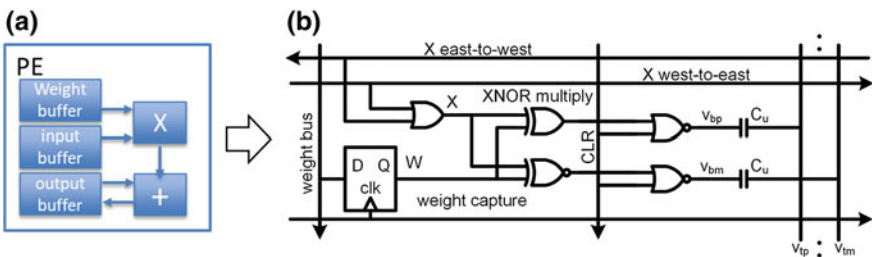 (a)
PE
Weight
buffer
input
buffer
output
buffer
X
+
(b)
X east-to-west
X west-to-east
weight bus
X
XNOR multiply
CLR
D Q
clk
W
weight capture
v_bp
C_u
v_bm
C_u
v_tp
v_tm